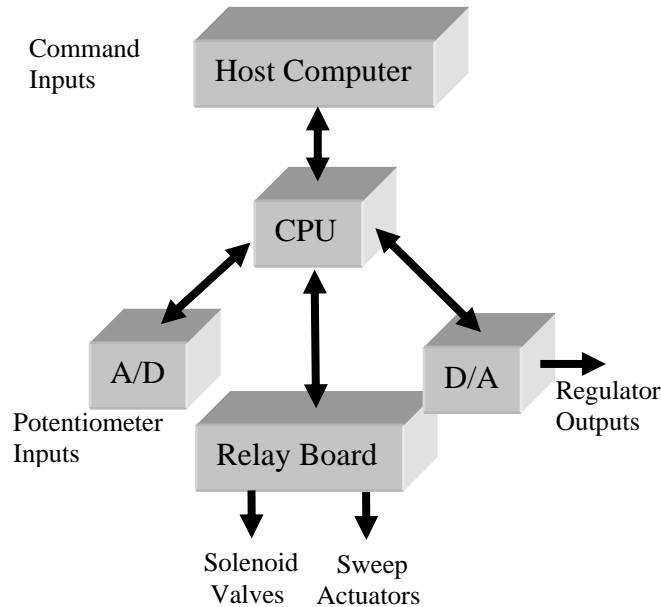 Command
Inputs
Host Computer
CPU
A/D
D/A
Regulator
Outputs
Potentiometer
Inputs
Relay Board
Solenoid
Valves
Sweep
Actuators